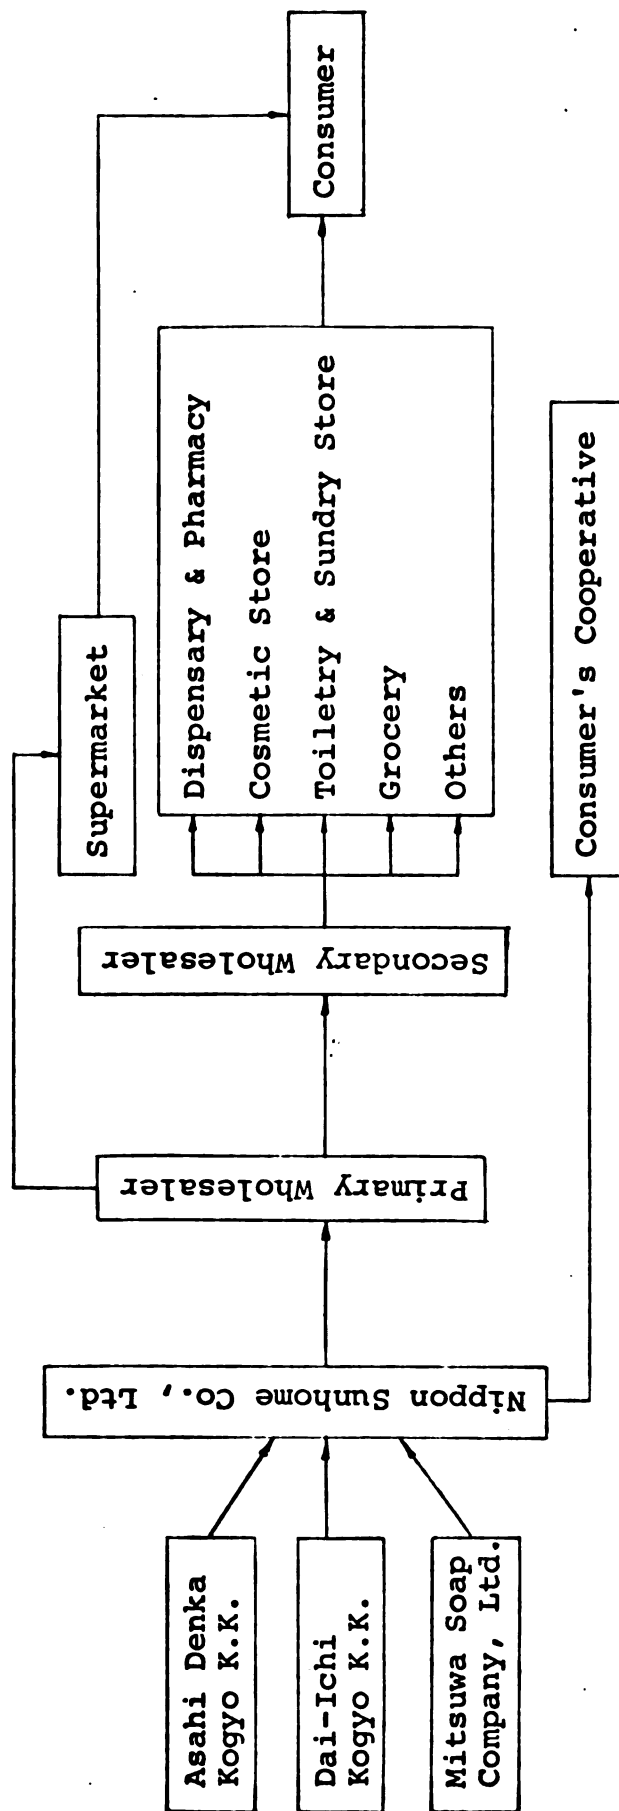 Asahi Denka
Kogyo K.K.
Dai-Ichi
Kogyo K.K.
Mitsuwa Soap
Company, Ltd.
Nippon Sunhome Co., Ltd.
Primary Wholesaler
Secondary Wholesaler
Supermarket
Dispensary & Pharmacy
Cosmetic Store
Toiletry & Sundry Store
Grocery
Others
Consumer's Cooperative
Consumer